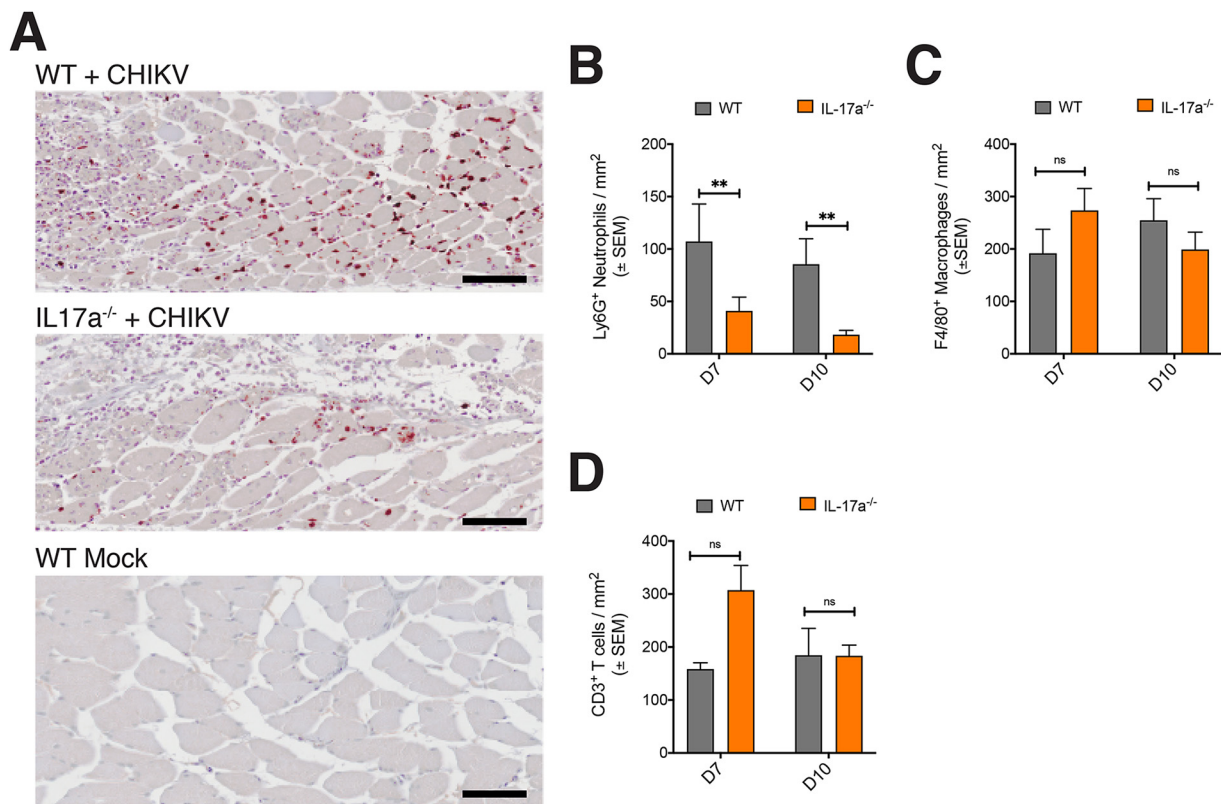 A
WT + CHIKV
IL17a⁻/⁻ + CHIKV
WT Mock
B
WT IL-17a⁻/⁻
Ly6G⁺ Neutrophils / mm²
(± SEM)
200
150
100
50
0
**
**
D7 D10
C
WT IL-17a⁻/⁻
F4/80⁺ Macrophages / mm²
(±SEM)
400
300
200
100
0
ns
ns
D7 D10
D
WT IL-17a⁻/⁻
CD3⁺ T cells / mm²
(± SEM)
400
300
200
100
0
ns
ns
D7 D10